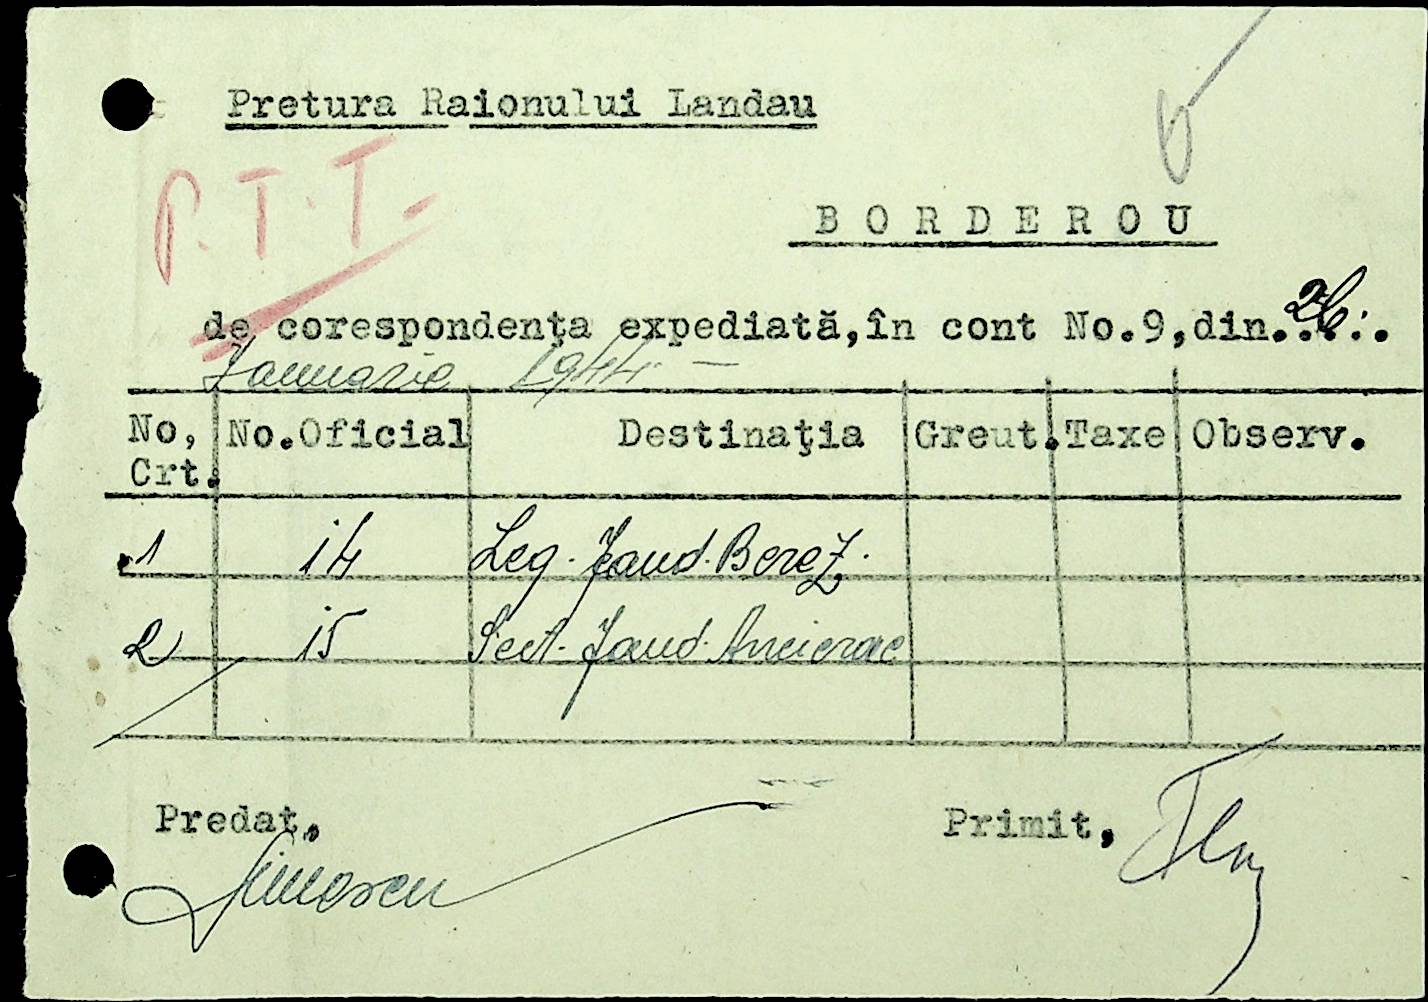 Pretura Raionului Landau
P.T.T.
BORDEROU
de corespondenţa expediată, în cont No.9, din..26..
Ianuarie 1944 -
No, Crt. No.Oficial Destinaţia Greut. Taxe Observ.
1 14 Leg. Jand. Berez.
2 15 Sect. Jand.
Predat, Primit,